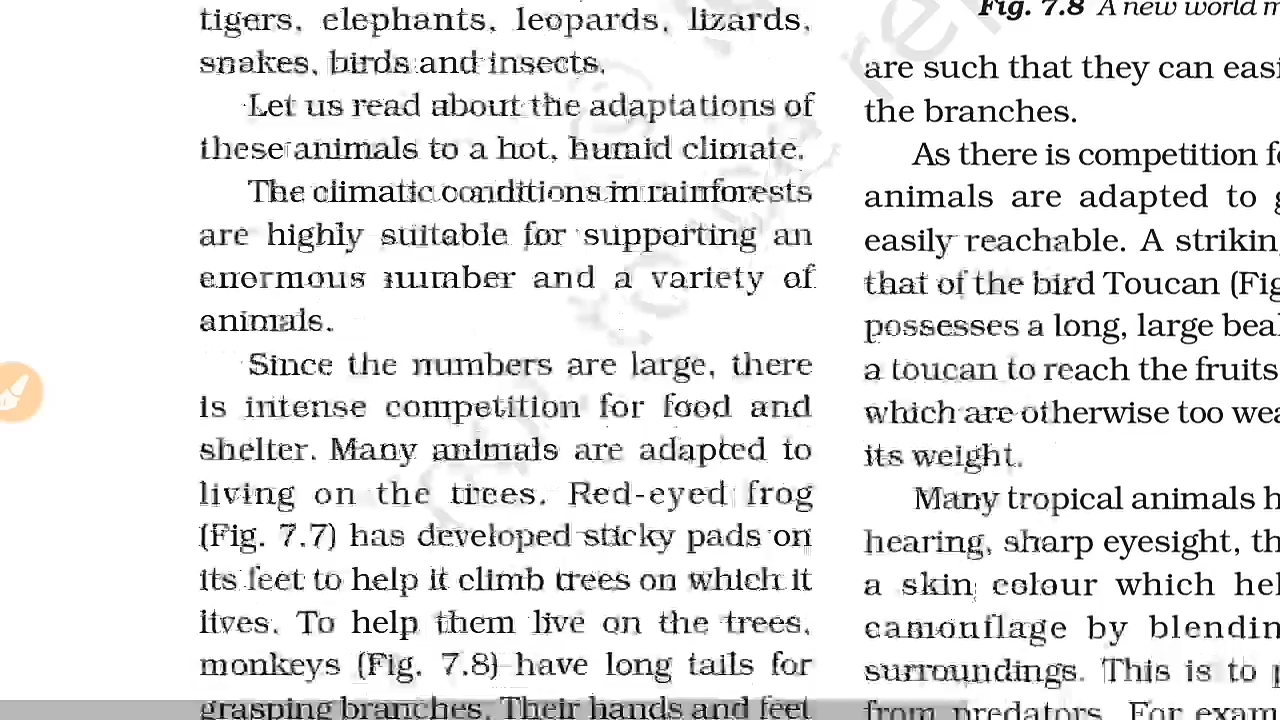 tigers, elephants, leopards, lizards,
snakes, birds and insects.
Let us read about the adaptations of
these animals to a hot, humid climate.
The climatic conditions in rainforests
are highly suitable for supporting an
enormous number and a variety of
animals.
Since the numbers are large, there
is intense competition for food and
shelter. Many animals are adapted to
living on the trees. Red-eyed frog
(Fig. 7.7) has developed sticky pads on
its feet to help it climb trees on which it
lives. To help them live on the trees,
monkeys (Fig. 7.8) have long tails for
grasping branches. Their hands and feet
Fig. 7.8 A new world m
are such that they can easi
the branches.
As there is competition f
animals are adapted to g
easily reachable. A strikin
that of the bird Toucan (Fig
possesses a long, large bea
a toucan to reach the fruits
which are otherwise too wea
its weight.
Many tropical animals h
hearing, sharp eyesight, th
a skin colour which hel
camouflage by blendin
surroundings. This is to p
from predators. For exam